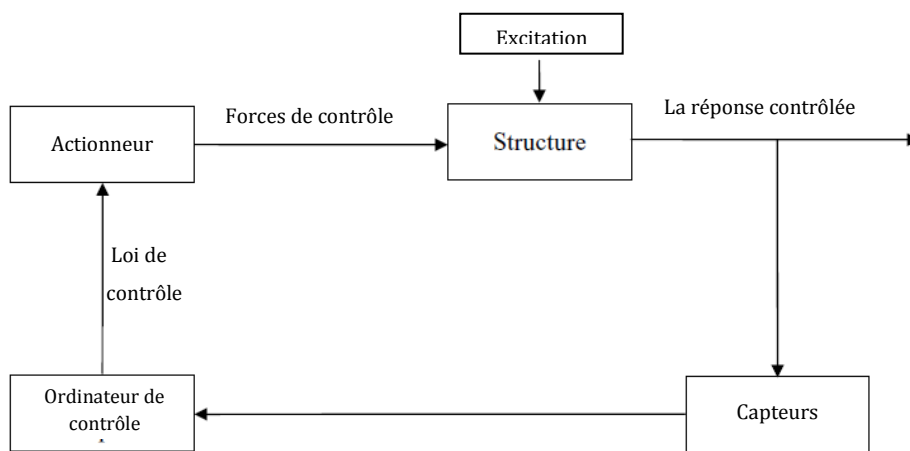 Excitation
Forces de contrôle
La réponse contrôlée
Actionneur
Structure
Loi de
contrôle
Ordinateur de
contrôle
Capteurs